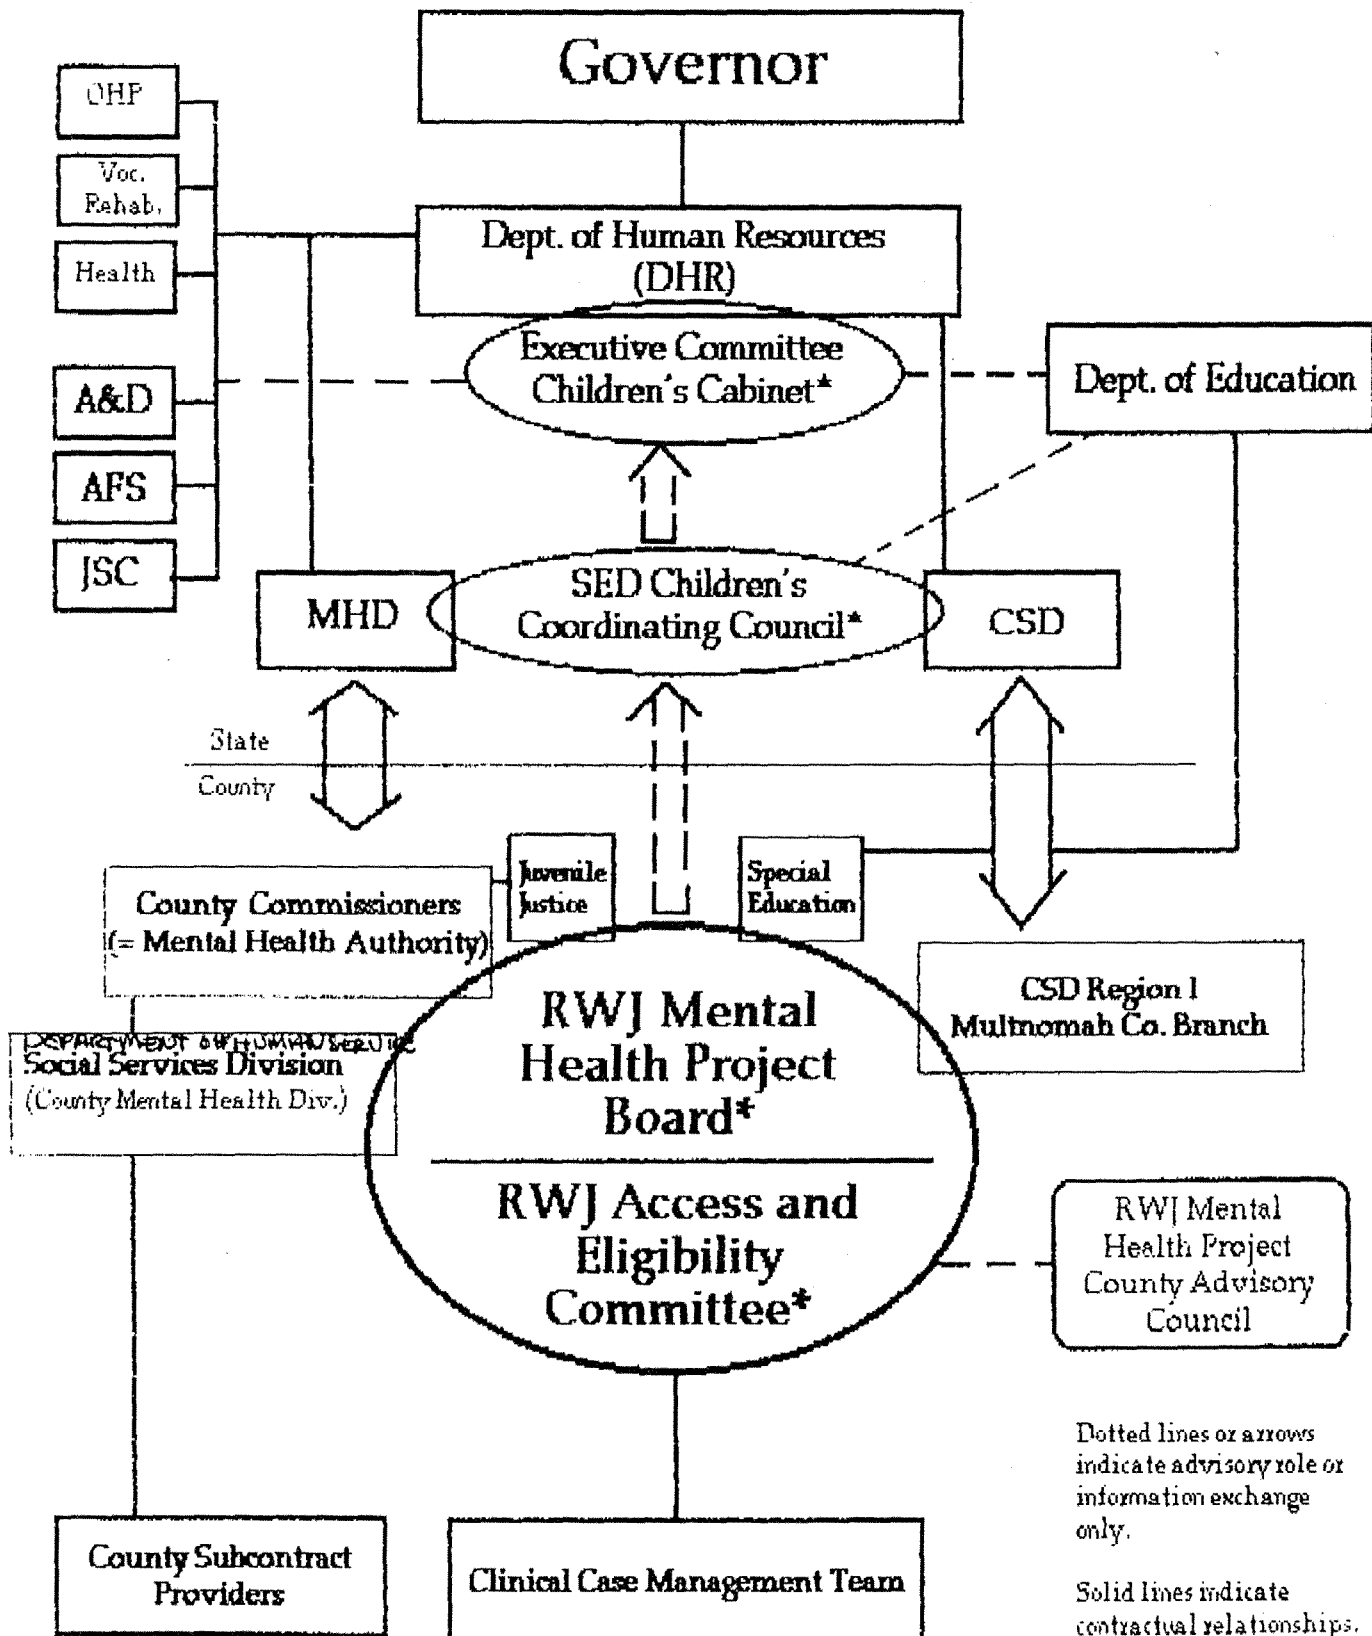 Governor
OHP
Voc.
Rehab.
Health
A&D
AFS
JSC
Dept. of Human Resources
(DHR)
Executive Committee
Children's Cabinet*
Dept. of Education
MHD
SED Children's
Coordinating Council*
CSD
State
County
Juvenile
Justice
Special
Education
County Commissioners
(= Mental Health Authority)
CSD Region 1
Multnomah Co. Branch
DEPARTMENT OF HUMAN SERVICE
Social Services Division
(County Mental Health Div.)
RWJ Mental
Health Project
Board*
RWJ Access and
Eligibility
Committee*
RWJ Mental
Health Project
County Advisory
Council
Dotted lines or arrows
indicate advisory role or
information exchange
only.
Solid lines indicate
contractual relationships.
County Subcontract
Providers
Clinical Case Management Team